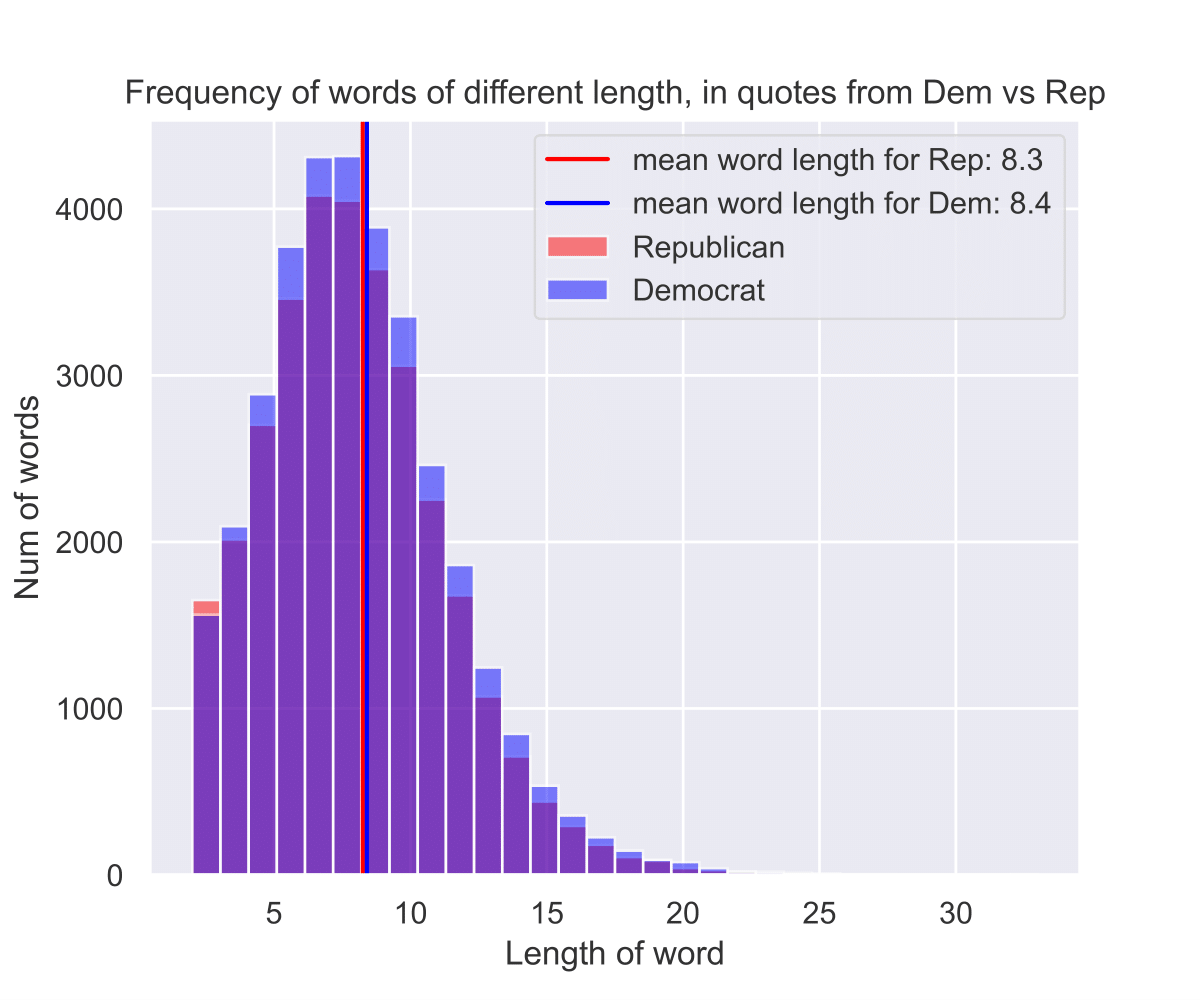 Frequency of words of different length, in quotes from Dem vs Rep
mean word length for Rep: 8.3
mean word length for Dem: 8.4
Republican
Democrat
Num of words
4000
3000
2000
1000
0
5 10 15 20 25 30
Length of word